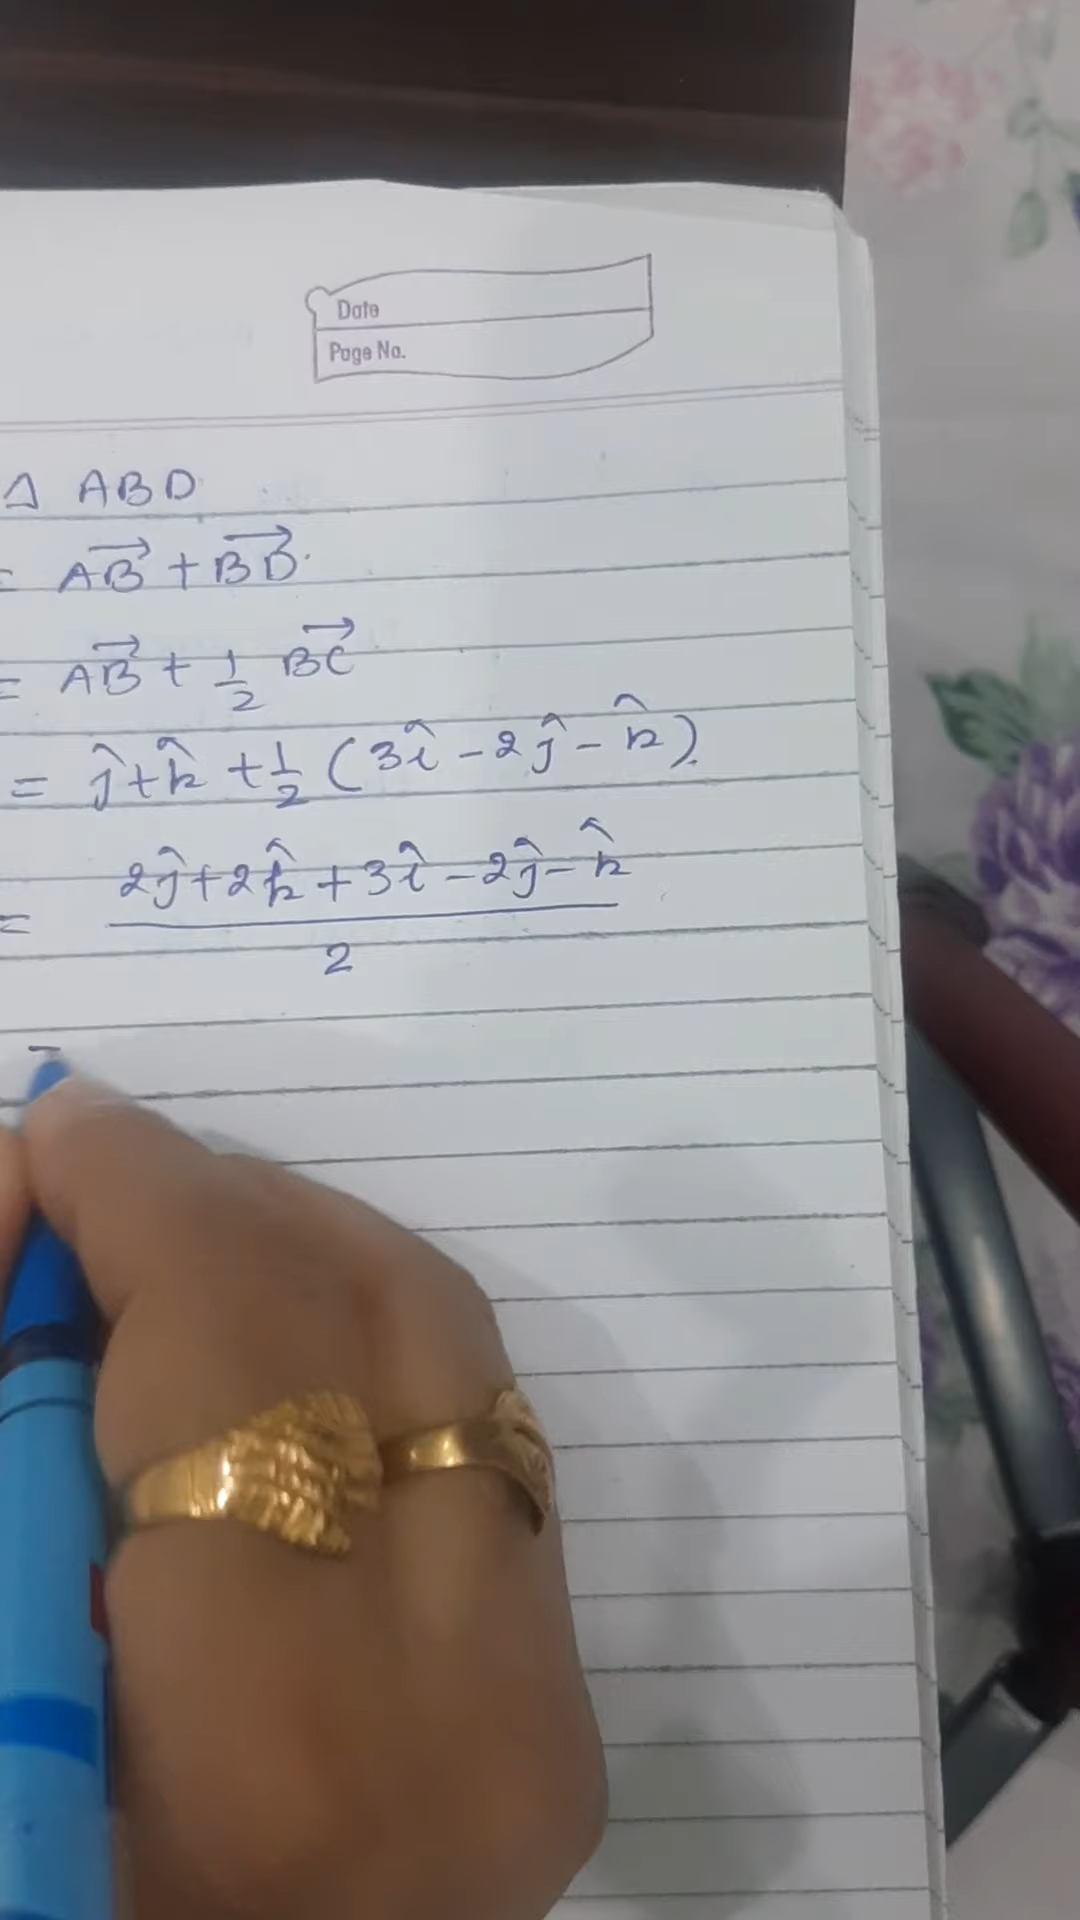 Date
Page No.
Δ ABD
= AB→ + BD→.
= AB→ + 1/2 BC→
= ĵ + k̂ + 1/2 (3î - 2ĵ - k̂).
= (2ĵ + 2k̂ + 3î - 2ĵ - k̂)/2